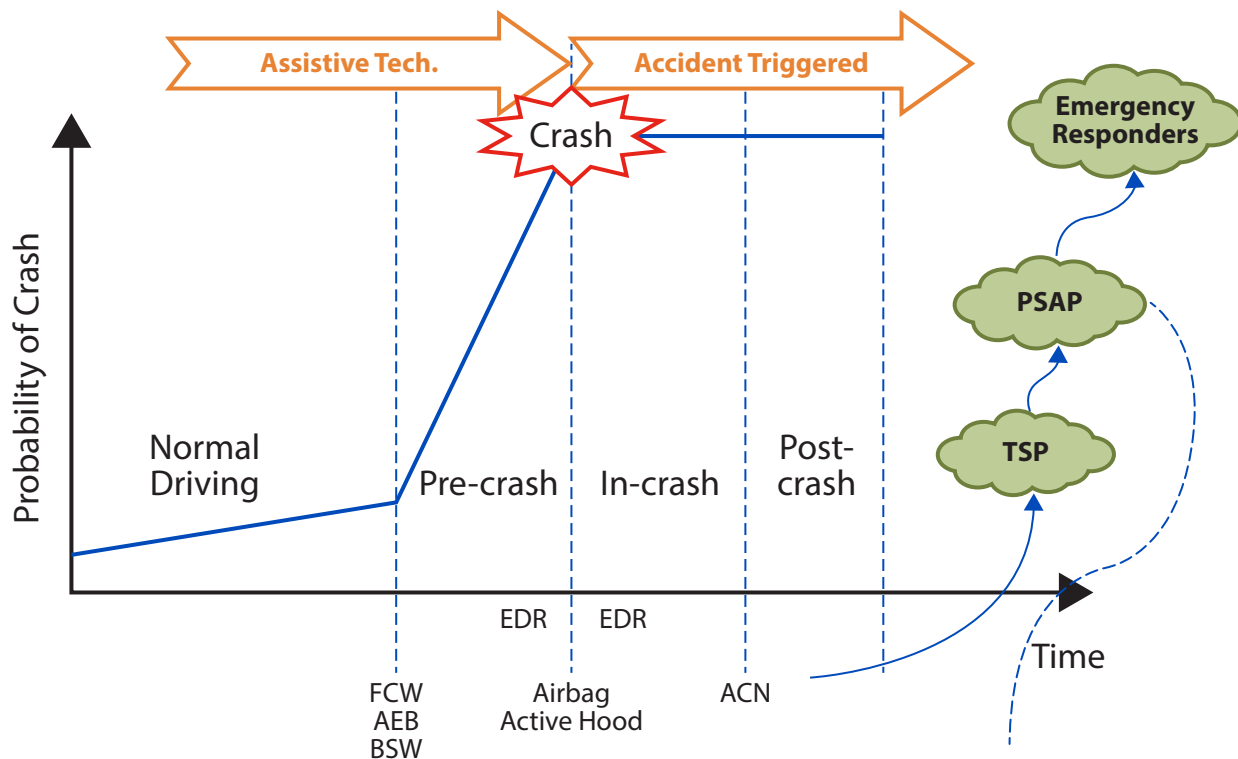 Assistive Tech.
Accident Triggered
Emergency
Responders
Crash
Probability of Crash
PSAP
Normal
Driving
Pre-crash
In-crash
Post-
crash
TSP
EDR
EDR
Time
FCW
AEB
BSW
Airbag
Active Hood
ACN